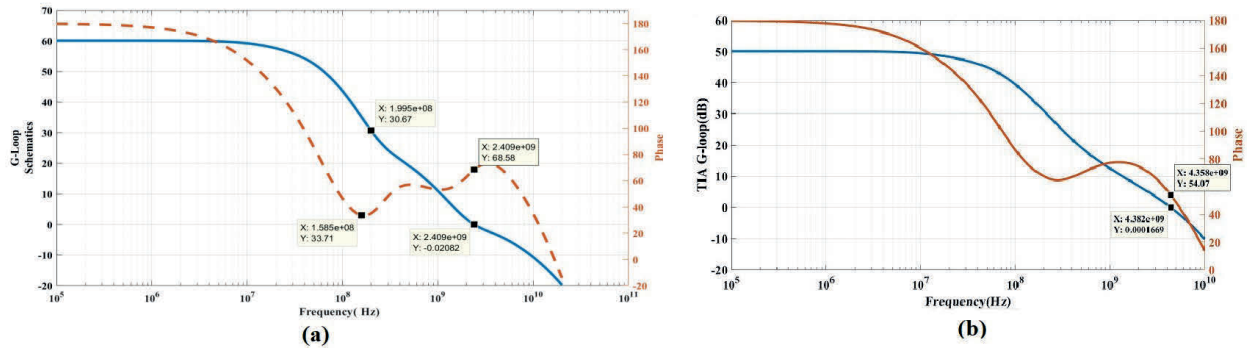 70
60
50
40
30
20
10
0
-10
-20
G-Loop
Schematics
180
160
140
120
100
80
60
40
20
0
-20
Phase
X: 1.995e+08
Y: 30.67
X: 2.409e+09
Y: 68.58
X: 1.585e+08
Y: 33.71
X: 2.409e+09
Y: -0.02082
10^5
10^6
10^7
10^8
10^9
10^10
10^11
Frequency( Hz)
(a)
60
50
40
30
20
10
0
-10
-20
TIA G-loop(dB)
180
160
140
120
100
80
60
40
20
0
Phase
X: 4.358e+09
Y: 54.07
X: 4.382e+09
Y: 0.0001669
10^5
10^6
10^7
10^8
10^9
10^10
Frequency(Hz)
(b)